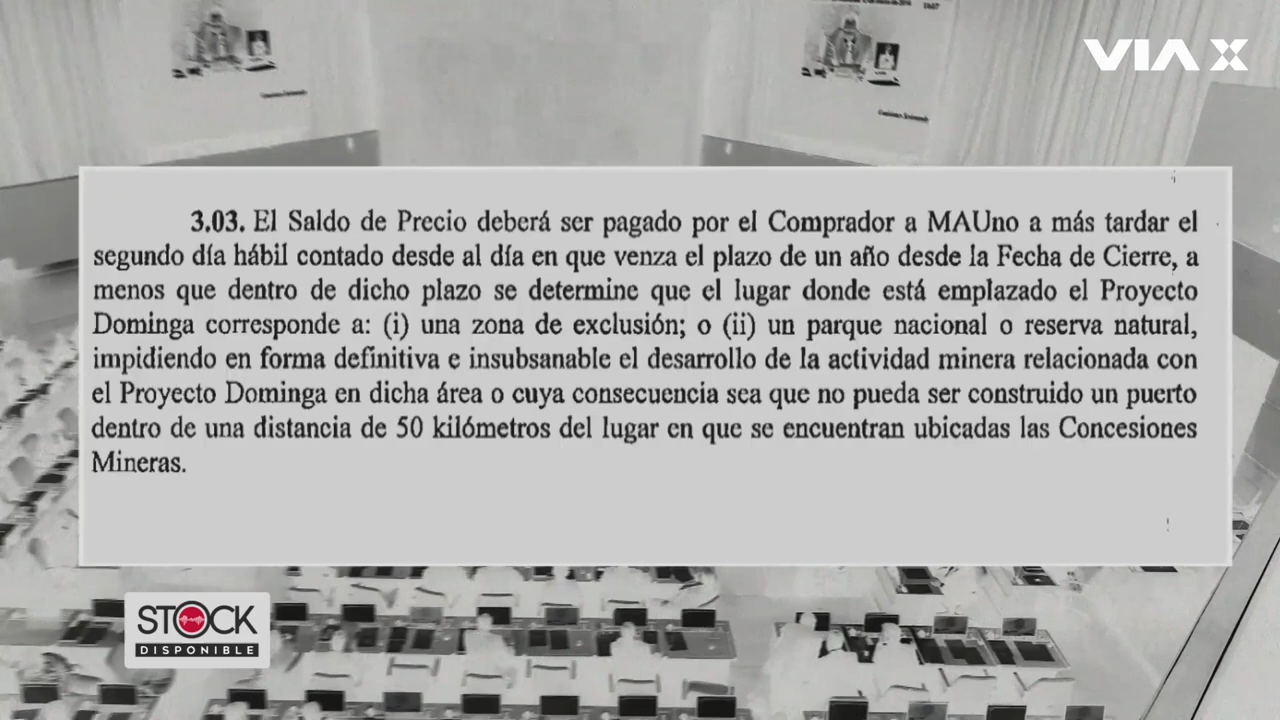 VIA X
3.03. El Saldo de Precio deberá ser pagado por el Comprador a MAUno a más tardar el
segundo día hábil contado desde al día en que venza el plazo de un año desde la Fecha de Cierre, a
menos que dentro de dicho plazo se determine que el lugar donde está emplazado el Proyecto
Dominga corresponde a: (i) una zona de exclusión; o (ii) un parque nacional o reserva natural,
impidiendo en forma definitiva e insubsanable el desarrollo de la actividad minera relacionada con
el Proyecto Dominga en dicha área o cuya consecuencia sea que no pueda ser construido un puerto
dentro de una distancia de 50 kilómetros del lugar en que se encuentran ubicadas las Concesiones
Mineras.
STOCK
DISPONIBLE